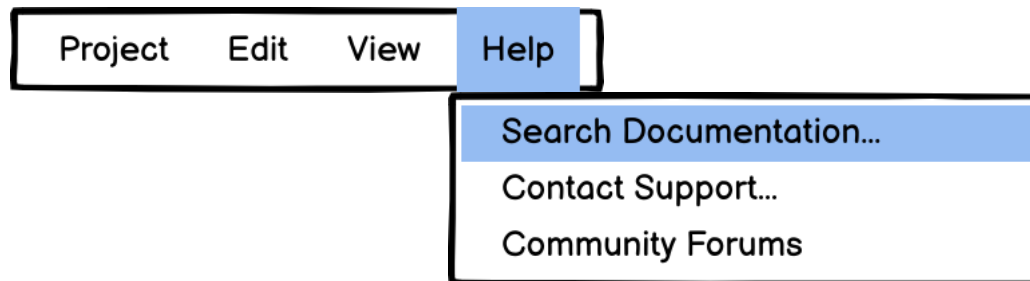 Project Edit View Help
Search Documentation...
Contact Support...
Community Forums